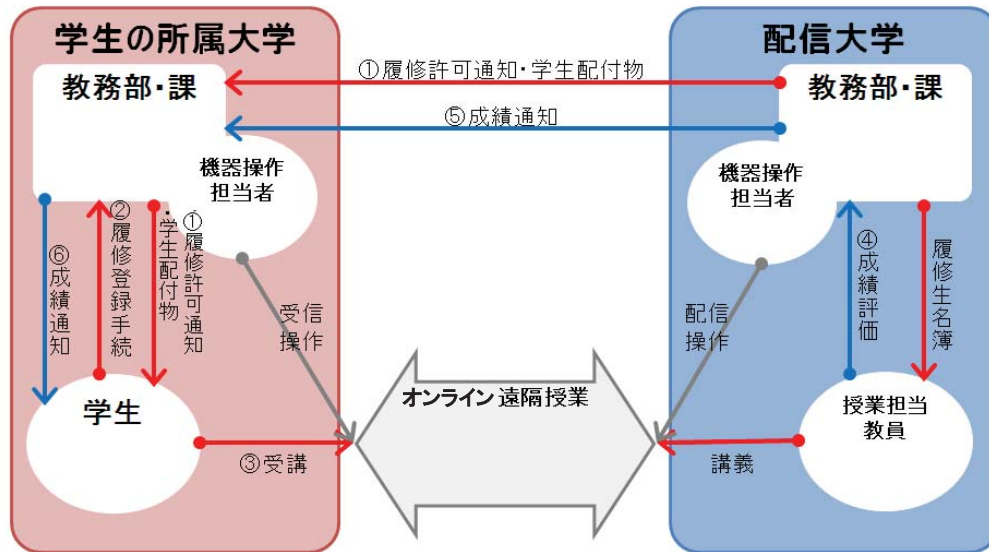 学生の所属大学
配信大学
教務部・課
①履修許可通知・学生配付物
教務部・課
⑤成績通知
機器操作
担当者
機器操作
担当者
⑥成績通知
②履修登録手続
①履修許可通知
・学生配付物
④成績評価
履修生名簿
受信
操作
配信
操作
オンライン遠隔授業
学生
授業担当
教員
③受講
講義